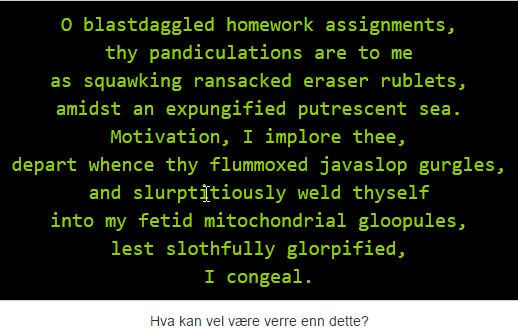 O blastdaggled homework assignments,
thy pandiculations are to me
as squawking ransacked eraser rublets,
amidst an expungified putrescent sea.
Motivation, I implore thee,
depart whence thy flummoxed javaslop gurgles,
and slurptitiously weld thyself
into my fetid mitochondrial gloopules,
lest slothfully glorpified,
I congeal.
Hva kan vel være verre enn dette?